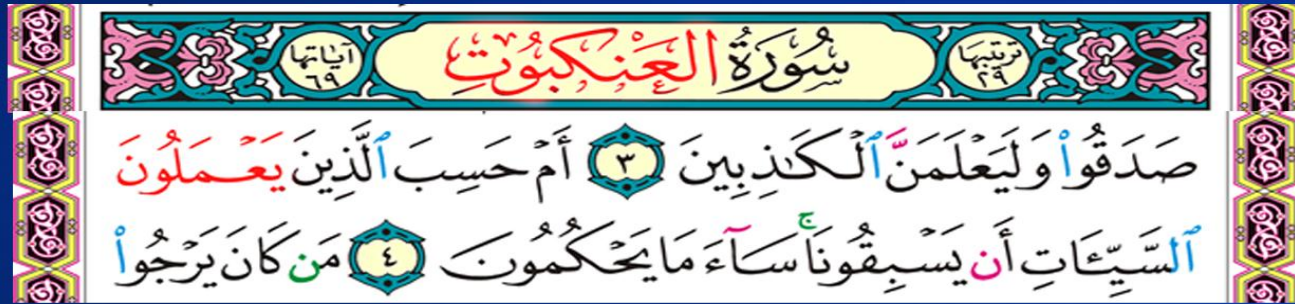 ترتيبها ٢٩ سُورَةُ العَنْكَبُوتِ آياتها ٦٩
صَدَقُوا۟ وَلَيَعْلَمَنَّ ٱلْكَـٰذِبِينَ ٣ أَمْ حَسِبَ ٱلَّذِينَ يَعْمَلُونَ
ٱلسَّيِّـَٔاتِ أَن يَسْبِقُونَا ۚ سَآءَ مَا يَحْكُمُونَ ٤ مَن كَانَ يَرْجُوا۟